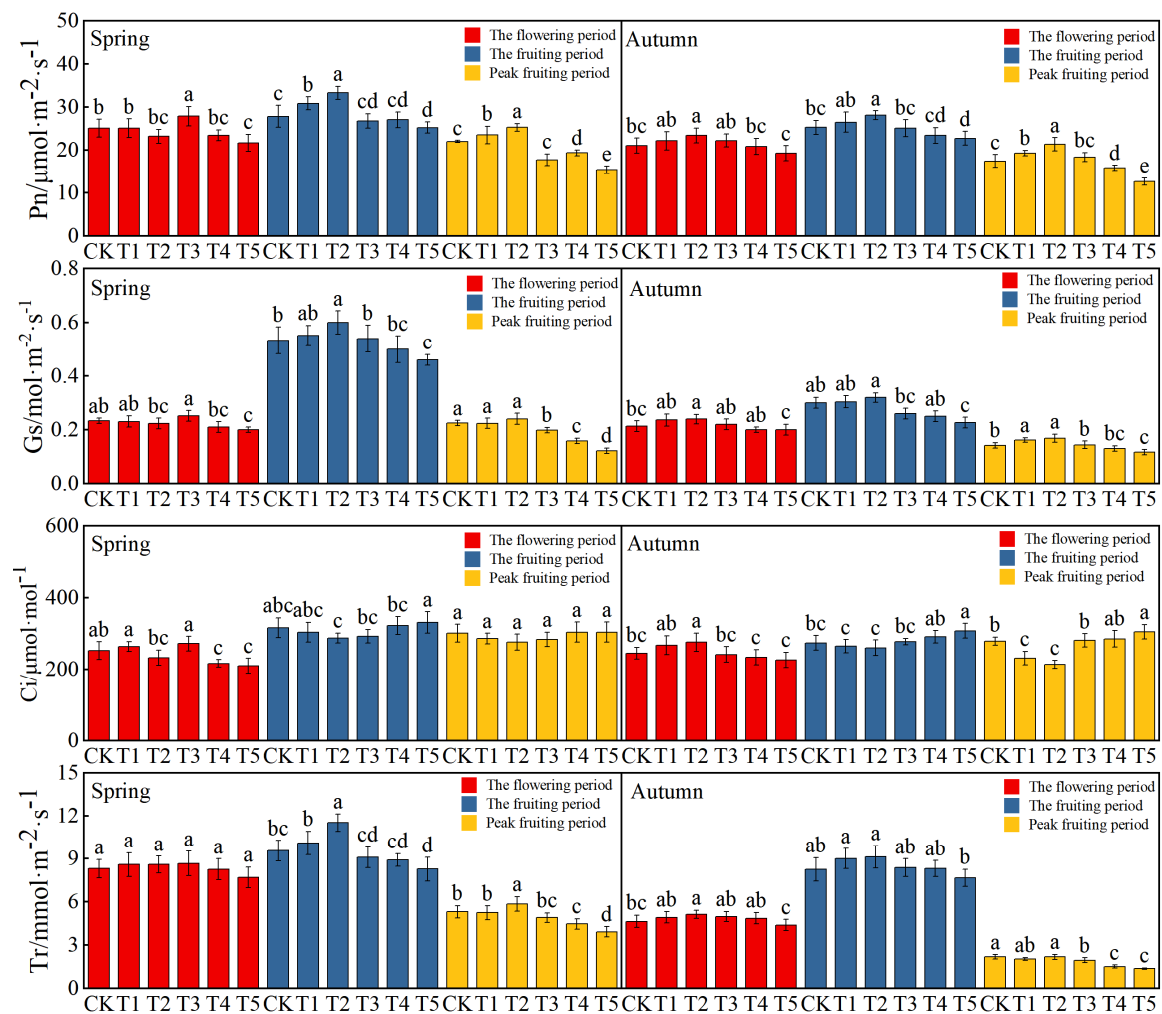 Pn/μmol·m-2·s-1
50
40
30
20
10
0
Spring
The flowering period
The fruiting period
Peak fruiting period
b b bc a bc c
c b a cd cd d
c b a c d e
CK T1 T2 T3 T4 T5 CK T1 T2 T3 T4 T5 CK T1 T2 T3 T4 T5
Autumn
The flowering period
The fruiting period
Peak fruiting period
bc ab a ab bc c
bc ab a bc cd d
c b a c d e
CK T1 T2 T3 T4 T5 CK T1 T2 T3 T4 T5 CK T1 T2 T3 T4 T5
Gs/mol·m-2·s-1
0.8
0.6
0.4
0.2
0.0
Spring
The flowering period
The fruiting period
Peak fruiting period
ab ab bc a bc c
b ab a b bc c
a a a b c d
CK T1 T2 T3 T4 T5 CK T1 T2 T3 T4 T5 CK T1 T2 T3 T4 T5
Autumn
The flowering period
The fruiting period
Peak fruiting period
bc a a ab ab c
ab ab a bc ab c
b a a b bc c
CK T1 T2 T3 T4 T5 CK T1 T2 T3 T4 T5 CK T1 T2 T3 T4 T5
Ci/μmol·mol-1
600
400
200
0
Spring
The flowering period
The fruiting period
Peak fruiting period
ab a bc a c c
abc abc c bc bc a
a a a a a a
CK T1 T2 T3 T4 T5 CK T1 T2 T3 T4 T5 CK T1 T2 T3 T4 T5
Autumn
The flowering period
The fruiting period
Peak fruiting period
bc ab a bc c c
bc c c bc ab a
b c c b ab a
CK T1 T2 T3 T4 T5 CK T1 T2 T3 T4 T5 CK T1 T2 T3 T4 T5
Tr/mmol·m-2·s-1
15
12
9
6
3
0
Spring
The flowering period
The fruiting period
Peak fruiting period
a a a a a a
bc b a cd cd d
b b a bc c d
CK T1 T2 T3 T4 T5 CK T1 T2 T3 T4 T5 CK T1 T2 T3 T4 T5
Autumn
The flowering period
The fruiting period
Peak fruiting period
bc ab a ab ab c
ab a a ab ab b
a ab a b c c
CK T1 T2 T3 T4 T5 CK T1 T2 T3 T4 T5 CK T1 T2 T3 T4 T5